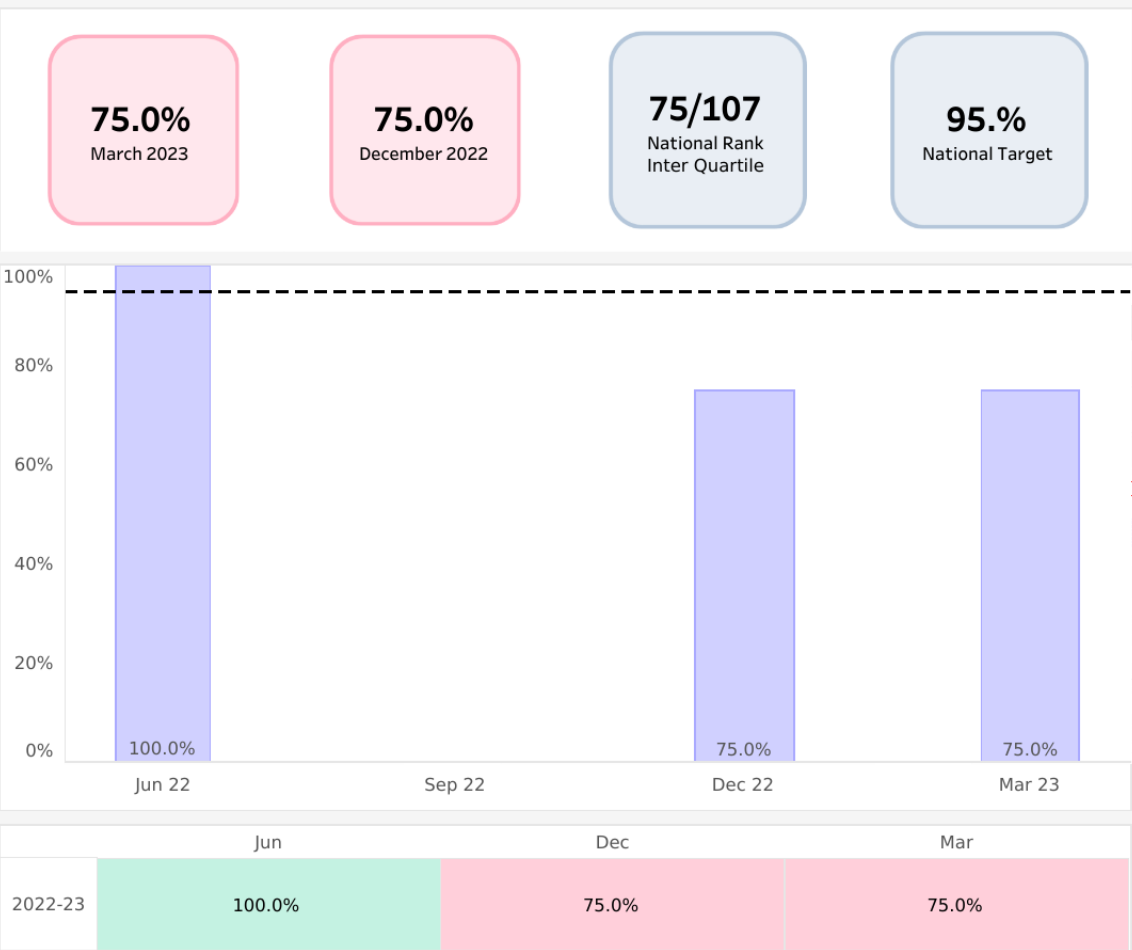 75.0%
March 2023
75.0%
December 2022
75/107
National Rank
Inter Quartile
95.%
National Target
100%
80%
60%
40%
20%
0%
100.0%
75.0%
75.0%
Jun 22
Sep 22
Dec 22
Mar 23
Jun
Dec
Mar
2022-23
100.0%
75.0%
75.0%